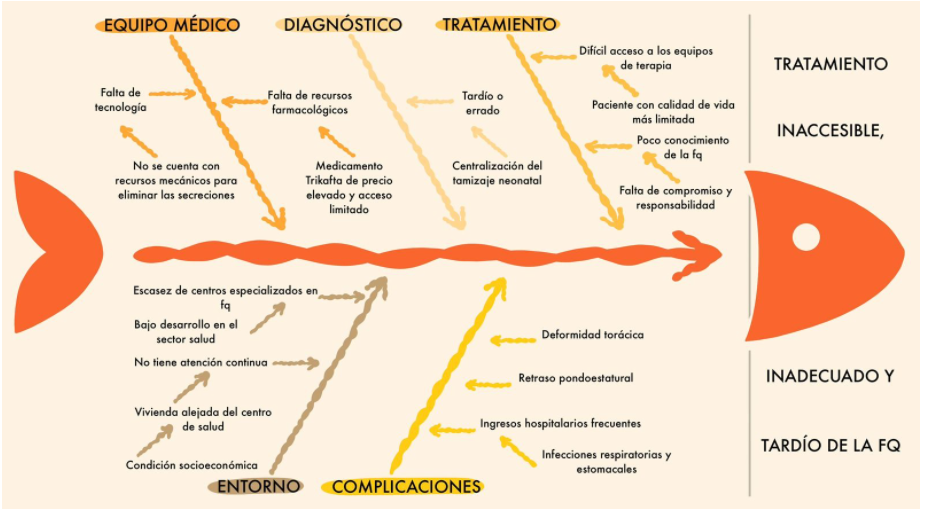 EQUIPO MÉDICO
DIAGNÓSTICO
TRATAMIENTO
Falta de
tecnología
Falta de recursos
farmacológicos
No se cuenta con
recursos mecánicos para
eliminar las secreciones
Medicamento
Trikafta de precio
elevado y acceso
limitado
Tardío o
errado
Centralización del
tamizaje neonatal
Difícil acceso a los equipos
de terapia
Paciente con calidad de vida
más limitada
Poco conocimiento
de la fq
Falta de compromiso y
responsabilidad
TRATAMIENTO
INACCESIBLE,
INADECUADO Y
TARDÍO DE LA FQ
Escasez de centros especializados en
fq
Bajo desarrollo en el
sector salud
No tiene atención continua
Vivienda alejada del centro
de salud
Condición socioeconómica
ENTORNO
Deformidad torácica
Retraso pondoestatural
Ingresos hospitalarios frecuentes
Infecciones respiratorias y
estomacales
COMPLICACIONES